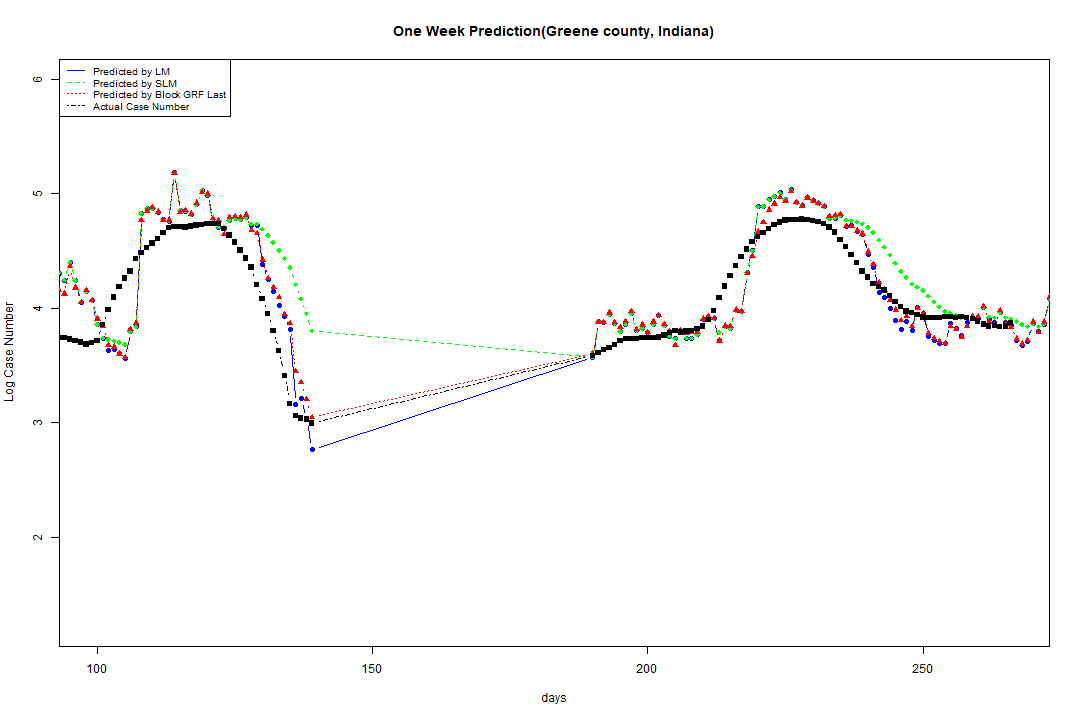 One Week Prediction(Greene county, Indiana)
Predicted by LM
Predicted by SLM
Predicted by Block GRF Last
Actual Case Number
6
5
4
3
2
Log Case Number
100 150 200 250
days